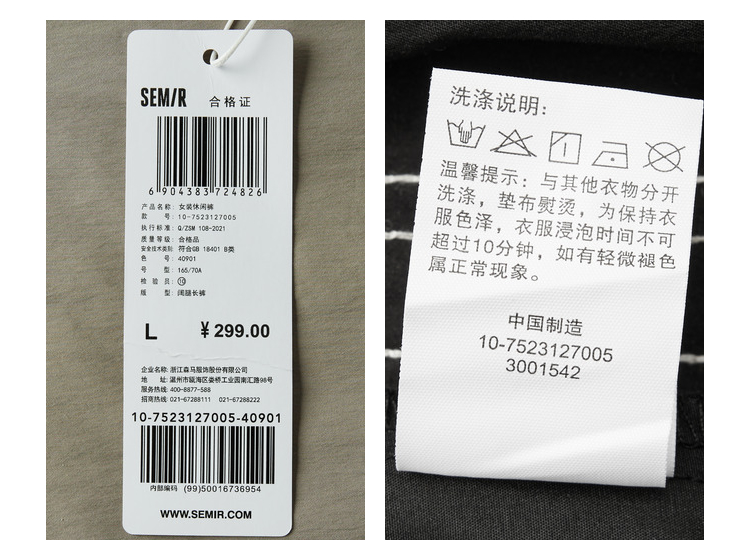 SEMIR 合格证
6 904383 724826
产品名称: 女装休闲裤
款 号: 10-7523127005
执行标准: Q/ZSM 108-2021
质量等级: 合格品
安全技术类别: 符合GB 18401 B类
色 号: 40901
号 型: 165/70A
检 验 员: 10
版 型: 阔腿长裤
L ¥299.00
企业名称: 浙江森马服饰股份有限公司
地 址: 温州市瓯海区娄桥工业园南汇路98号
服务热线: 400-8877-588
招商热线: 021-67288111 021-67288222
10-7523127005-40901
内部编码 (99)50016736954
WWW.SEMIR.COM
洗涤说明:
温馨提示: 与其他衣物分开
洗涤, 垫布熨烫, 为保持衣
服色泽, 衣服浸泡时间不可
超过10分钟, 如有轻微褪色
属正常现象。
中国制造
10-7523127005
3001542